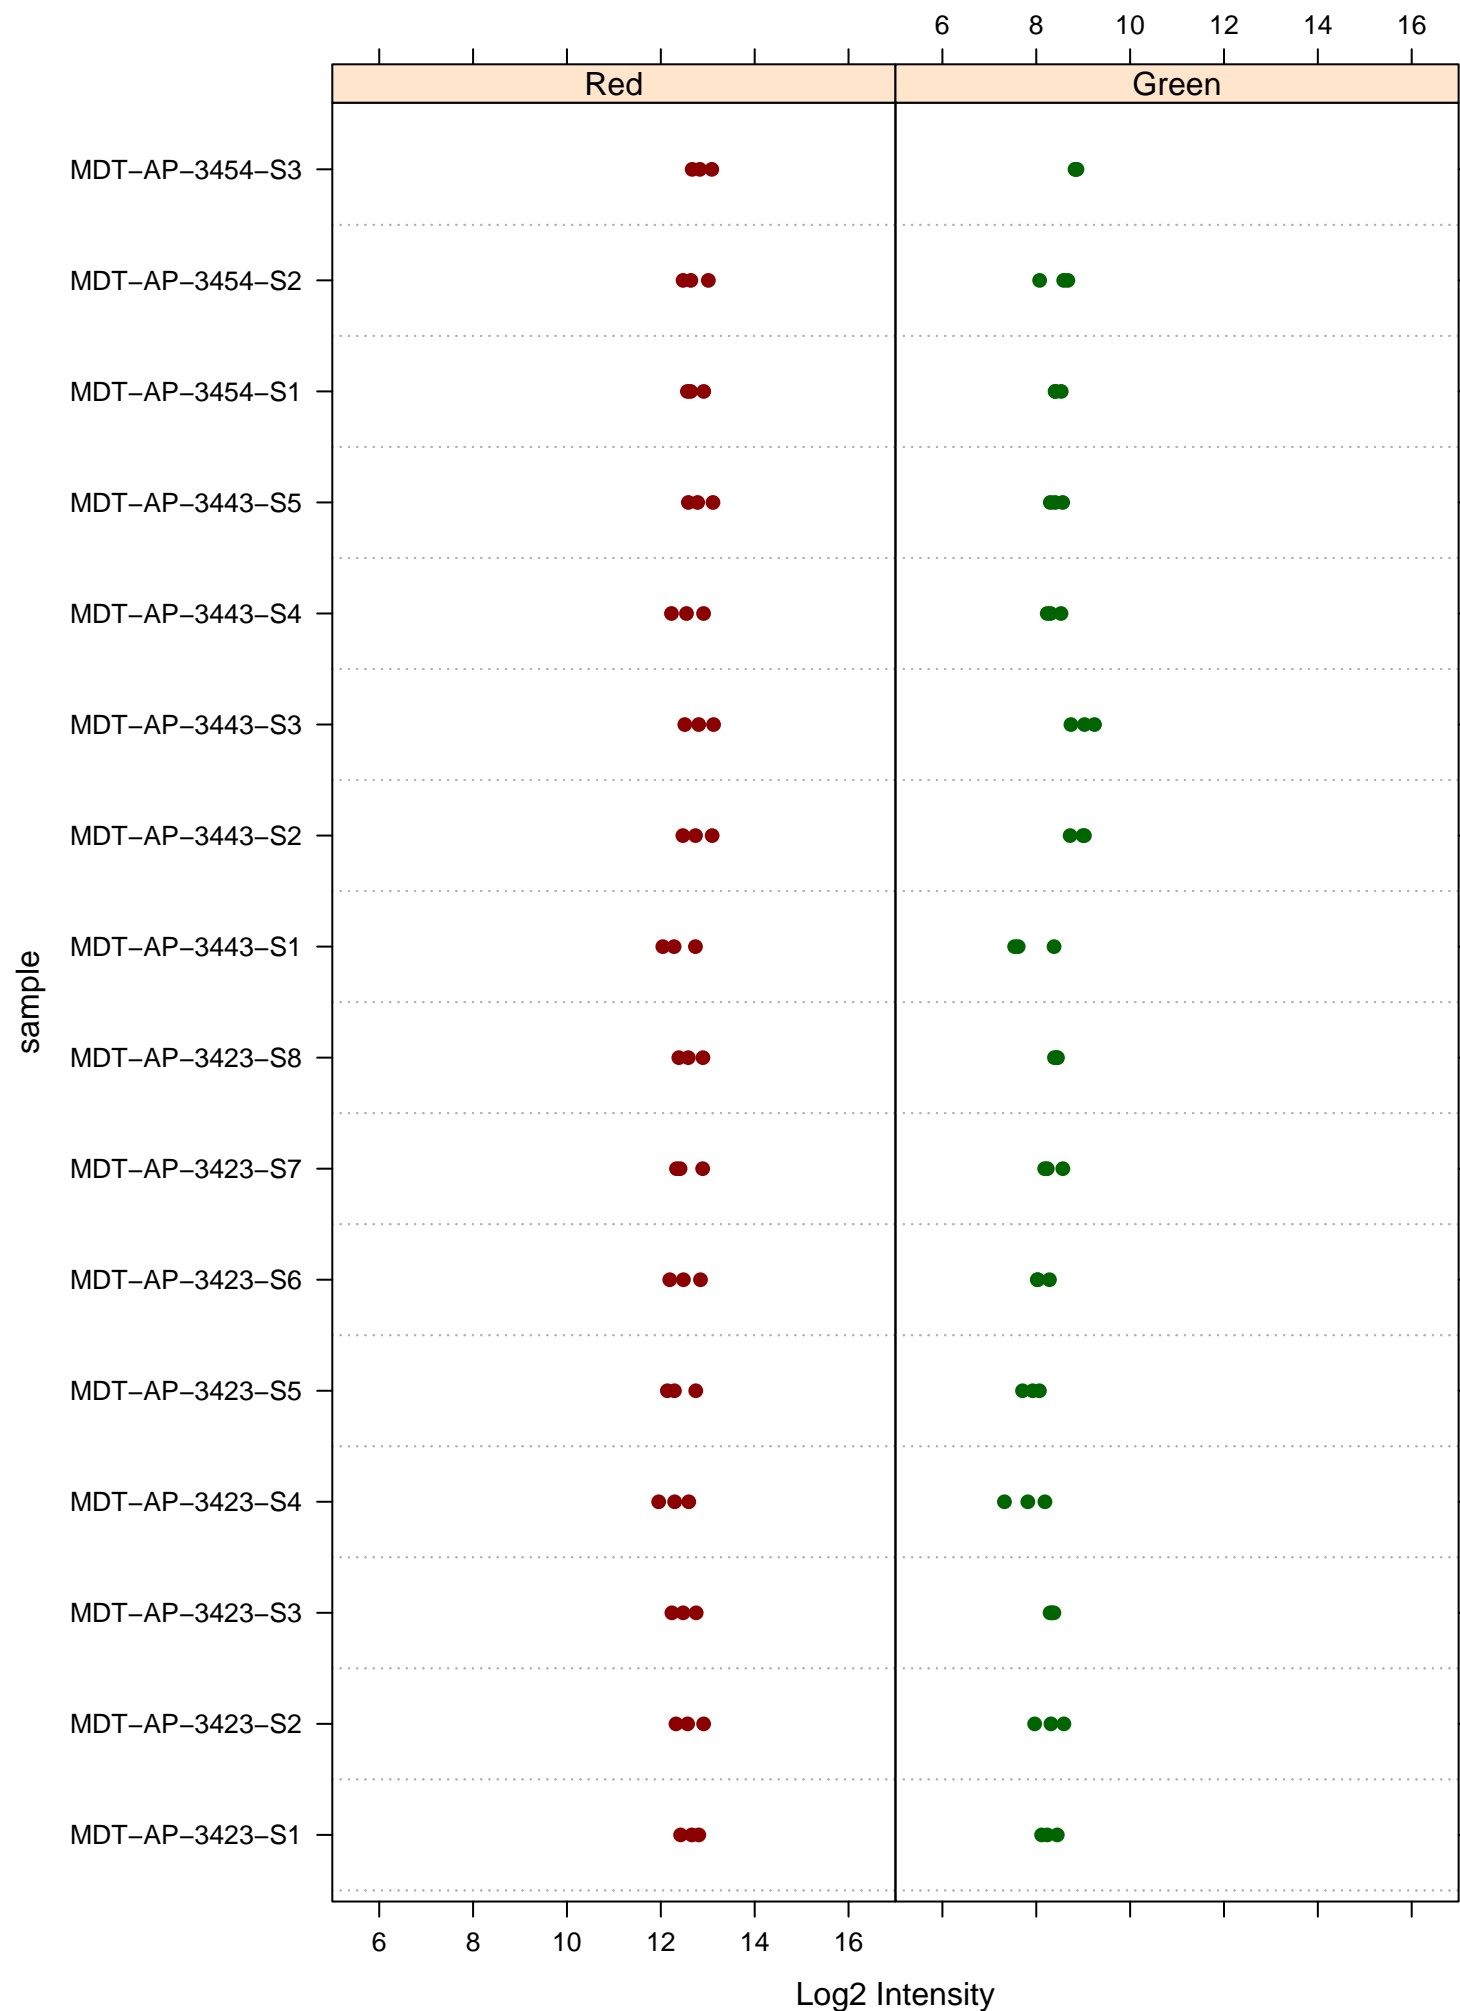 6 8 10 12 14 16
Red Green
MDT−AP−3454−S3
MDT−AP−3454−S2
MDT−AP−3454−S1
MDT−AP−3443−S5
MDT−AP−3443−S4
MDT−AP−3443−S3
MDT−AP−3443−S2
MDT−AP−3443−S1
MDT−AP−3423−S8
MDT−AP−3423−S7
MDT−AP−3423−S6
MDT−AP−3423−S5
MDT−AP−3423−S4
MDT−AP−3423−S3
MDT−AP−3423−S2
MDT−AP−3423−S1
sample
6 8 10 12 14 16
Log2 Intensity